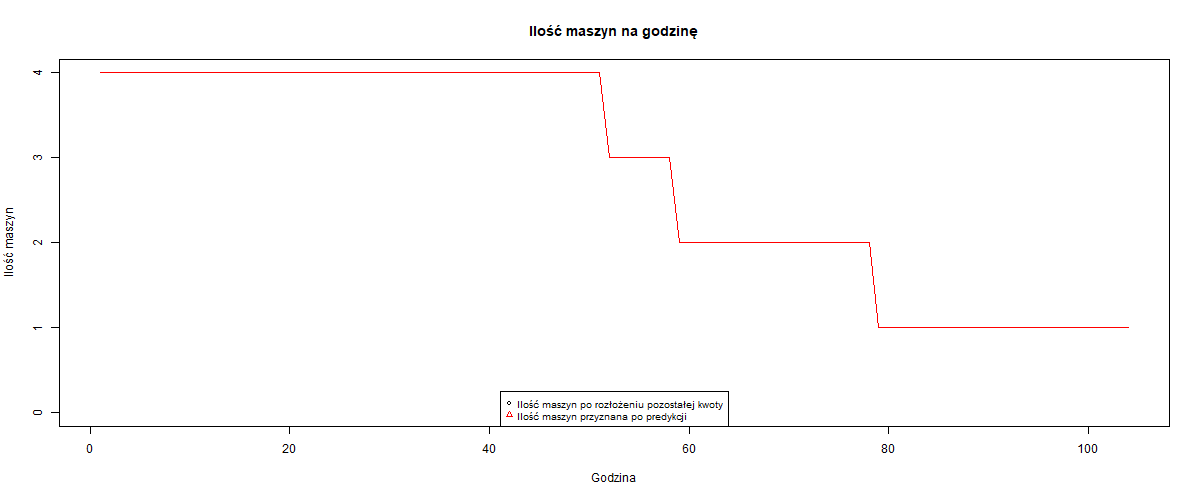 Ilość maszyn na godzinę
Ilość maszyn
4
3
2
1
0
Ilość maszyn po rozłożeniu pozostałej kwoty
Ilość maszyn przyznana po predykcji
0 20 40 60 80 100
Godzina